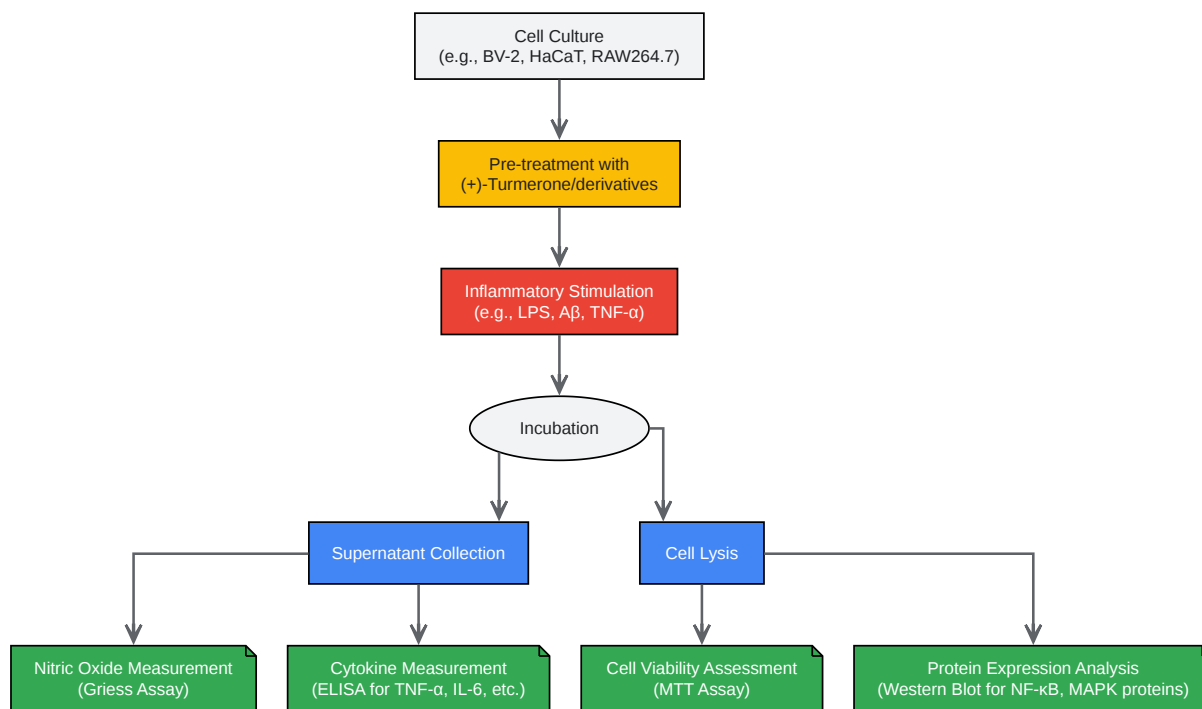 Cell Culture
(e.g., BV-2, HaCaT, RAW264.7)
Pre-treatment with
(+)-Turmerone/derivatives
Inflammatory Stimulation
(e.g., LPS, Aβ, TNF-α)
Incubation
Supernatant Collection
Cell Lysis
Nitric Oxide Measurement
(Griess Assay)
Cytokine Measurement
(ELISA for TNF-α, IL-6, etc.)
Cell Viability Assessment
(MTT Assay)
Protein Expression Analysis
(Western Blot for NF-κB, MAPK proteins)